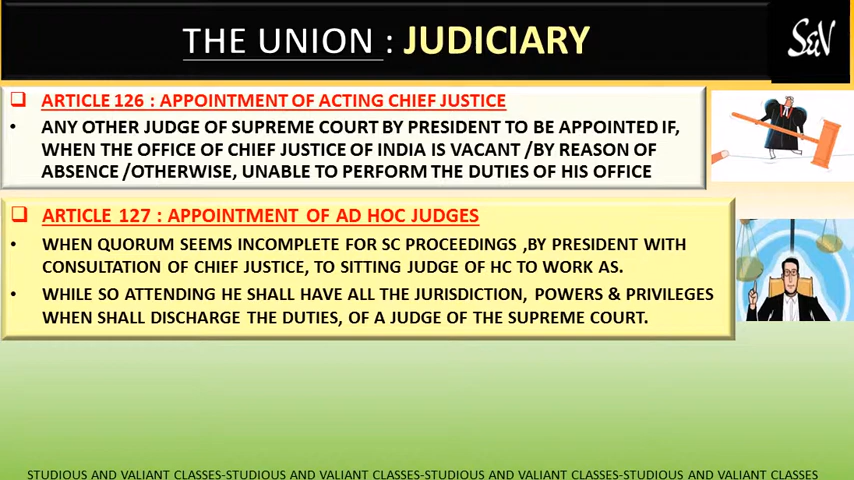 THE UNION : JUDICIARY
S&V
ARTICLE 126 : APPOINTMENT OF ACTING CHIEF JUSTICE
• ANY OTHER JUDGE OF SUPREME COURT BY PRESIDENT TO BE APPOINTED IF,
WHEN THE OFFICE OF CHIEF JUSTICE OF INDIA IS VACANT /BY REASON OF
ABSENCE /OTHERWISE, UNABLE TO PERFORM THE DUTIES OF HIS OFFICE
ARTICLE 127 : APPOINTMENT OF AD HOC JUDGES
• WHEN QUORUM SEEMS INCOMPLETE FOR SC PROCEEDINGS ,BY PRESIDENT WITH
CONSULTATION OF CHIEF JUSTICE, TO SITTING JUDGE OF HC TO WORK AS.
• WHILE SO ATTENDING HE SHALL HAVE ALL THE JURISDICTION, POWERS & PRIVILEGES
WHEN SHALL DISCHARGE THE DUTIES, OF A JUDGE OF THE SUPREME COURT.
STUDIOUS AND VALIANT CLASSES-STUDIOUS AND VALIANT CLASSES-STUDIOUS AND VALIANT CLASSES-STUDIOUS AND VALIANT CLASSES